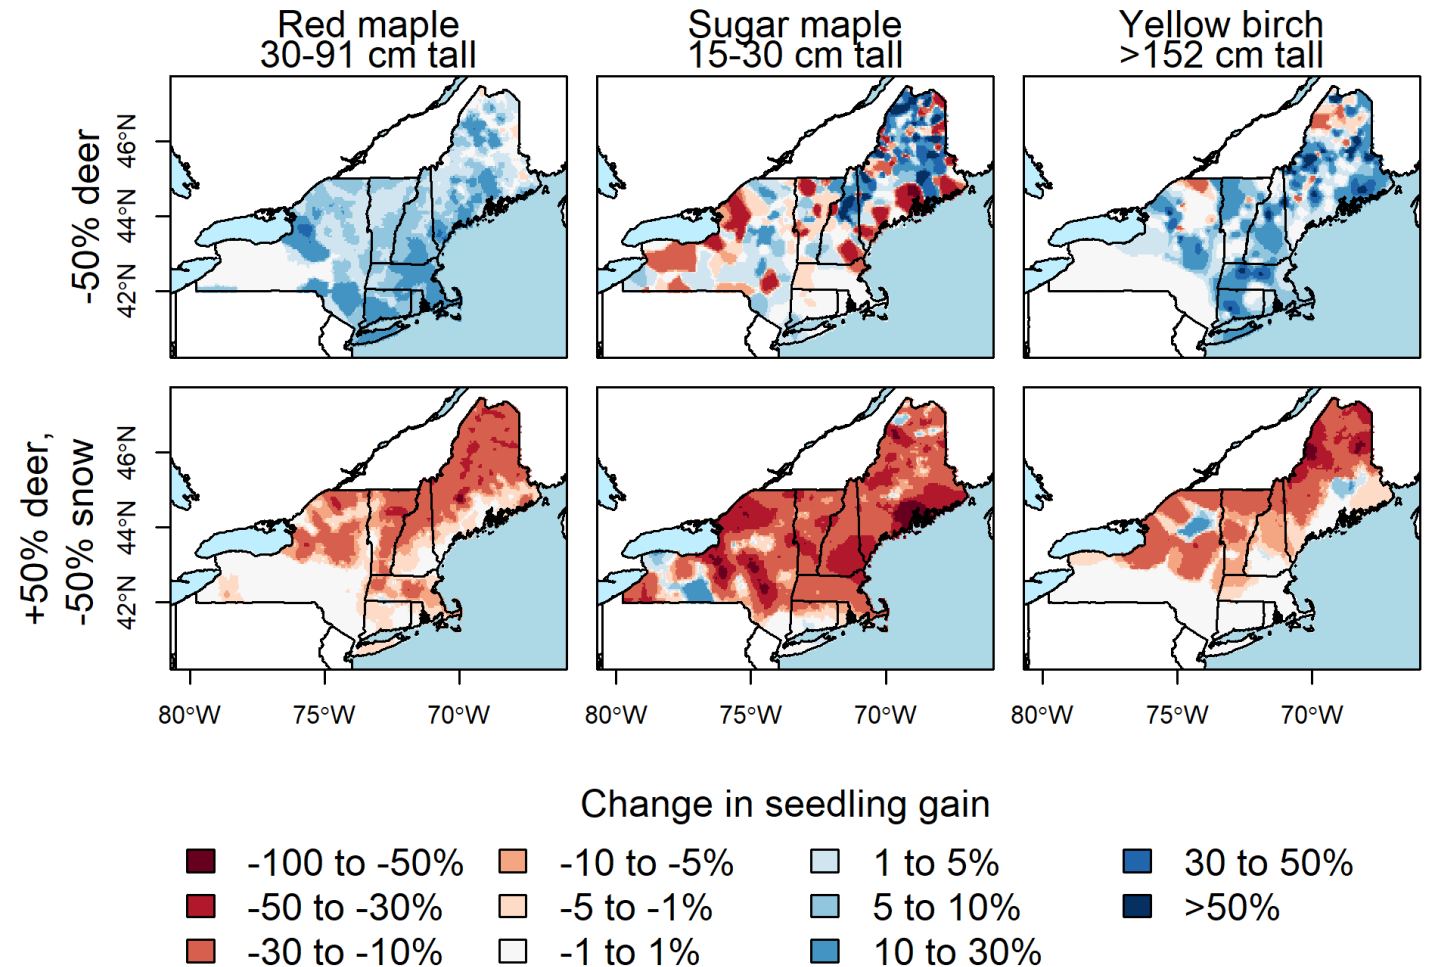 Red maple
30-91 cm tall
Sugar maple
15-30 cm tall
Yellow birch
>152 cm tall
-50% deer
46°N
44°N
42°N
+50% deer,
-50% snow
46°N
44°N
42°N
80°W
75°W
70°W
80°W
75°W
70°W
80°W
75°W
70°W
Change in seedling gain
-100 to -50%
-50 to -30%
-30 to -10%
-10 to -5%
-5 to -1%
-1 to 1%
1 to 5%
5 to 10%
10 to 30%
30 to 50%
>50%